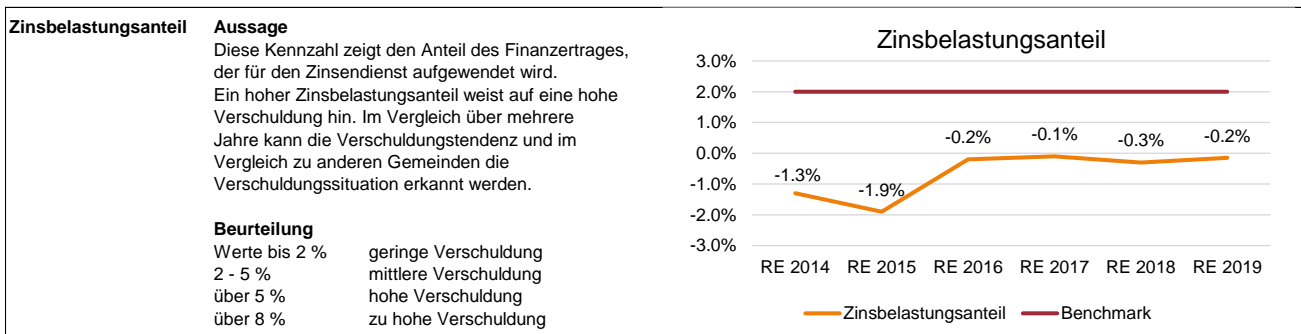 Zinsbelastungsanteil
Aussage
Diese Kennzahl zeigt den Anteil des Finanzertrages,
der für den Zinsendienst aufgewendet wird.
Ein hoher Zinsbelastungsanteil weist auf eine hohe
Verschuldung hin. Im Vergleich über mehrere
Jahre kann die Verschuldungstendenz und im
Vergleich zu anderen Gemeinden die
Verschuldungssituation erkannt werden.
Beurteilung
Werte bis 2 % geringe Verschuldung
2 - 5 % mittlere Verschuldung
über 5 % hohe Verschuldung
über 8 % zu hohe Verschuldung
Zinsbelastungsanteil
3.0%
2.0%
1.0%
0.0%
-1.0%
-2.0%
-3.0%
-1.3%
-1.9%
-0.2%
-0.1%
-0.3%
-0.2%
RE 2014 RE 2015 RE 2016 RE 2017 RE 2018 RE 2019
Zinsbelastungsanteil Benchmark